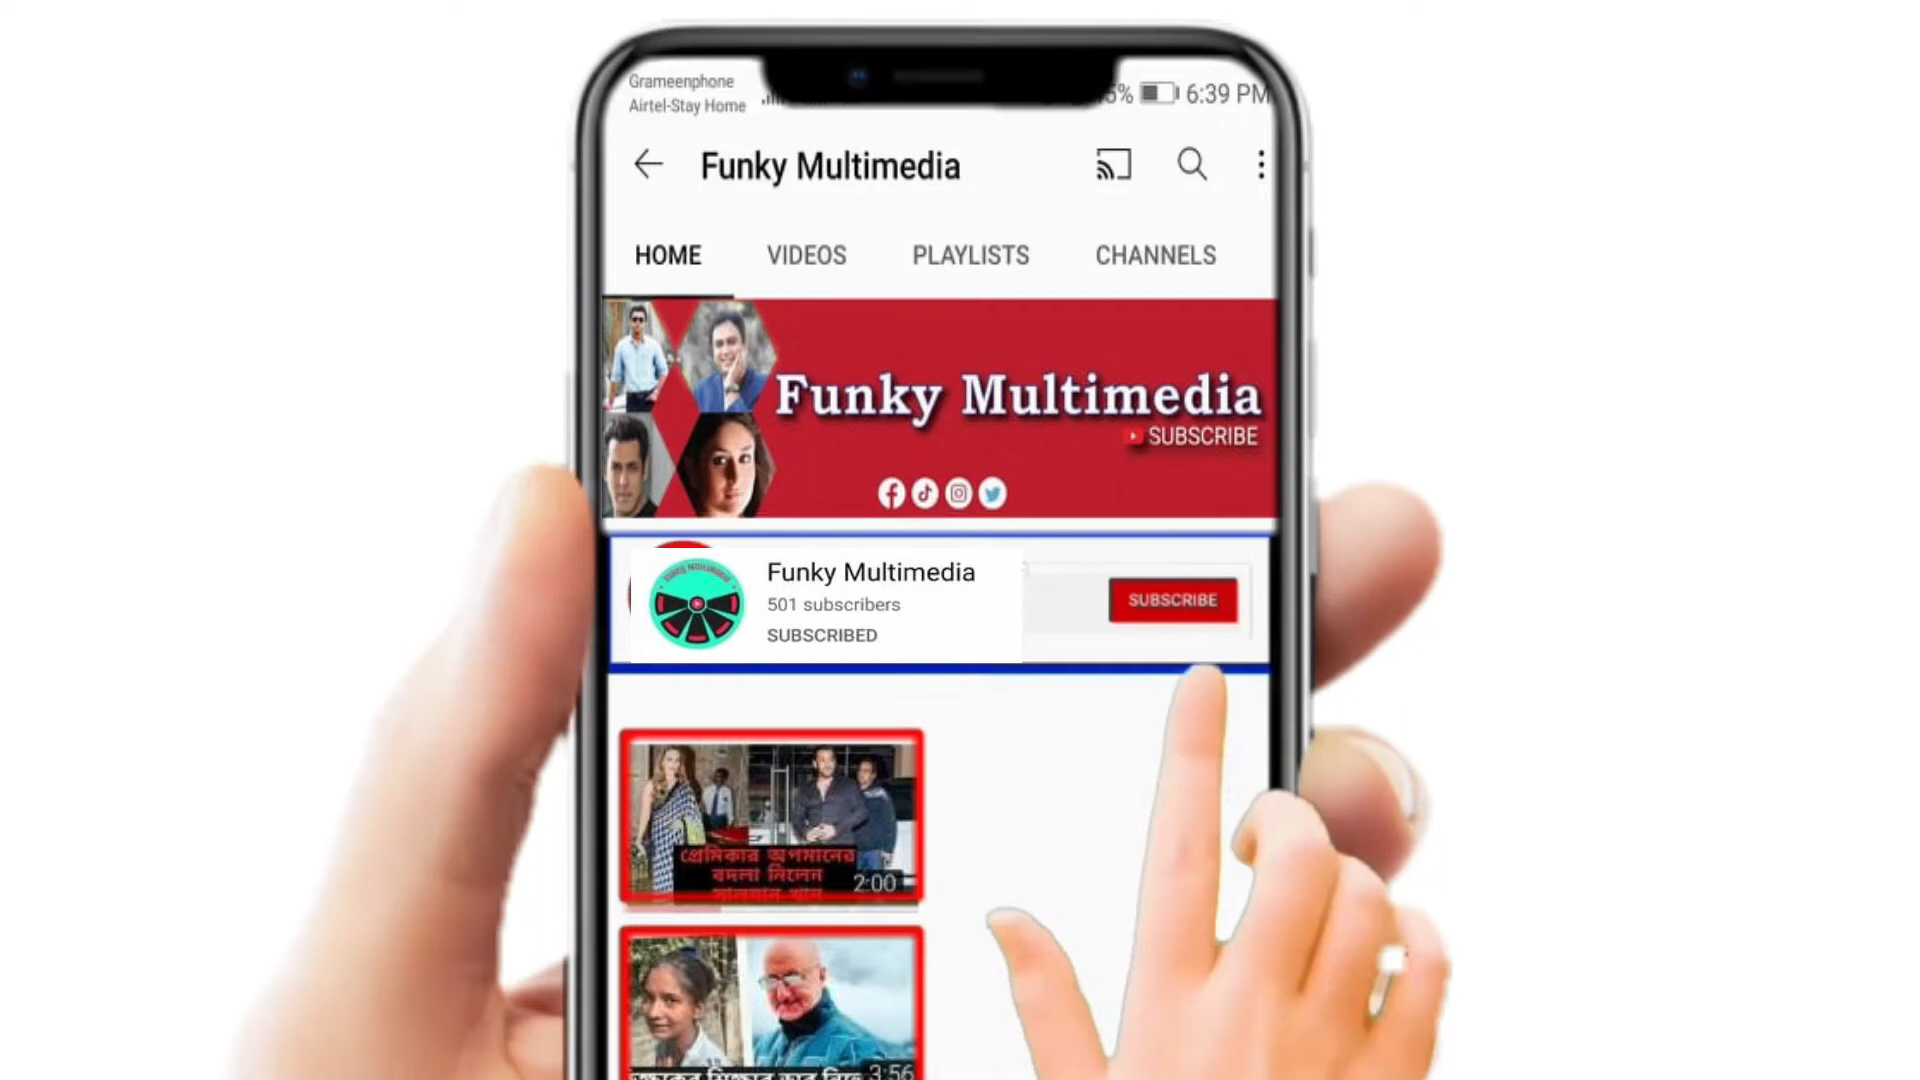 Grameenphone
Airtel-Stay Home
6:39 PM
Funky Multimedia
HOME VIDEOS PLAYLISTS CHANNELS
Funky Multimedia
SUBSCRIBE
Funky Multimedia
501 subscribers
SUBSCRIBED
SUBSCRIBE
প্রেমিকার অপমানের
বদলা নিলেন
সালমান খান
2:00
3:56